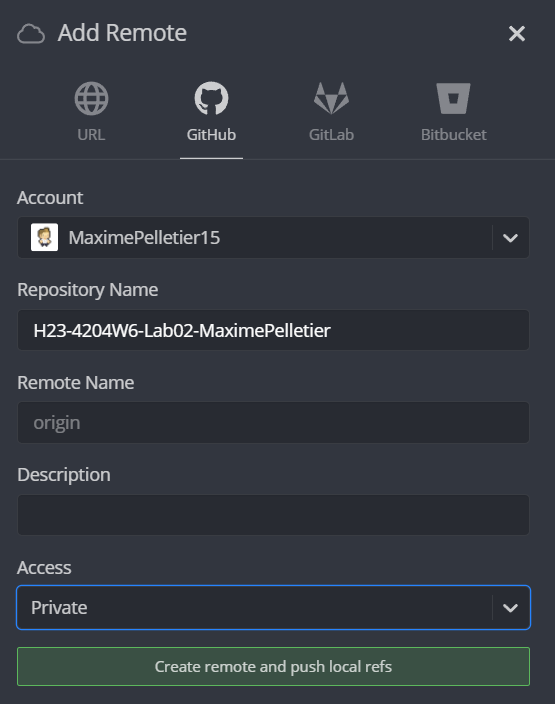 Add Remote
URL
GitHub
GitLab
Bitbucket
Account
MaximePelletier15
Repository Name
H23-4204W6-Lab02-MaximePelletier
Remote Name
origin
Description
Access
Private
Create remote and push local refs